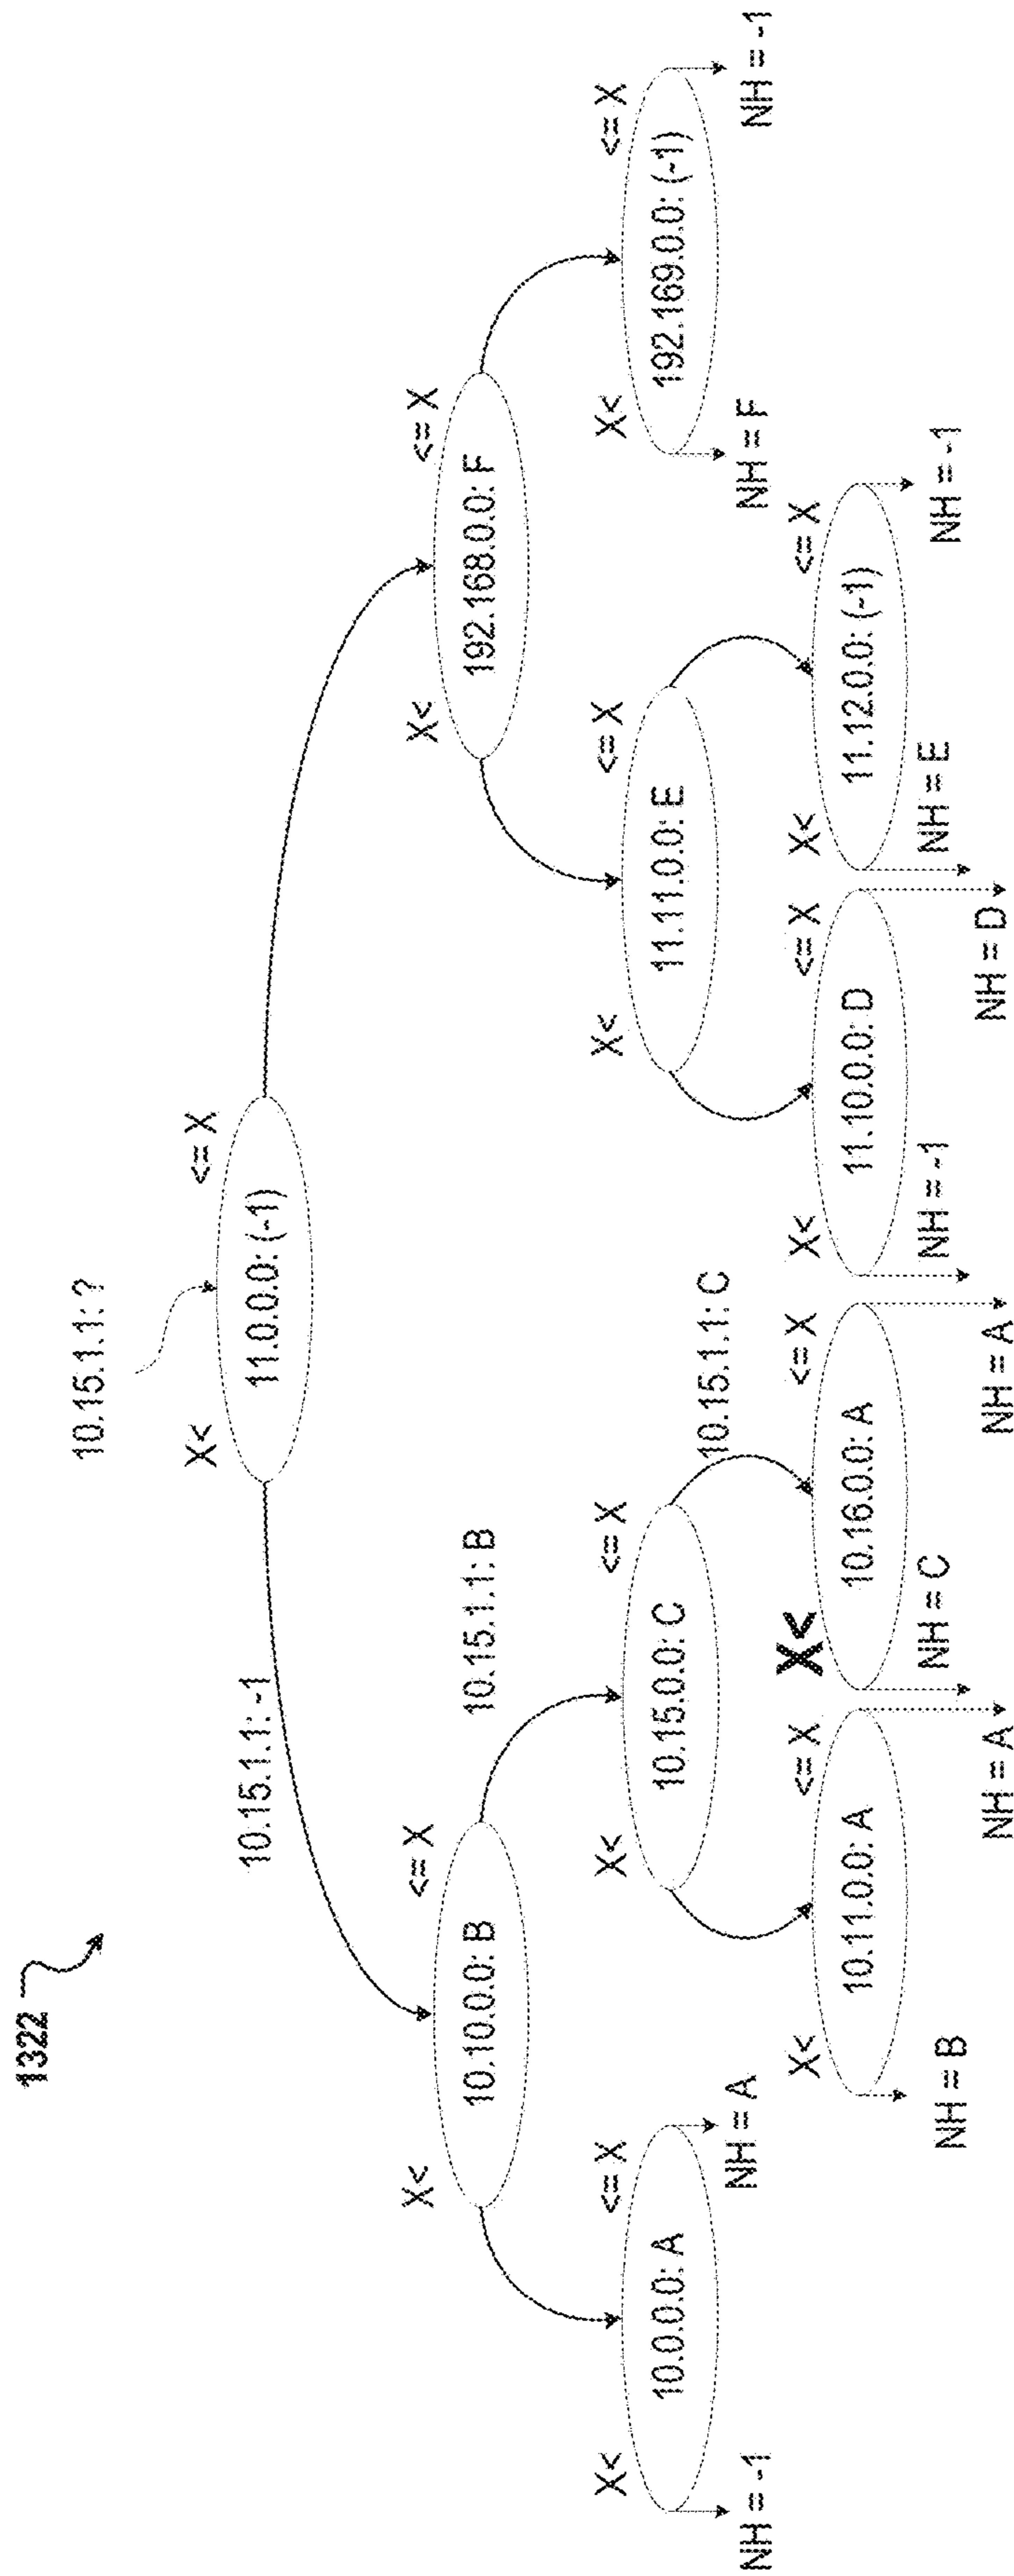 1322
10.15.1.1: ?
X<
<= X
11.0.0.0: (-1)
10.15.1.1: -1
X<
<= X
10.10.0.0: B
10.15.1.1: B
X<
<= X
192.168.0.0: F
X<
<= X
10.0.0.0: A
NH = -1
NH = A
X<
<= X
10.15.0.0: C
10.15.1.1: C
X<
<= X
11.11.0.0: E
X<
<= X
192.169.0.0: (-1)
NH = F
NH = -1
X<
<= X
10.11.0.0: A
NH = B
NH = A
X<
<= X
10.16.0.0: A
NH = C
NH = A
X<
<= X
11.10.0.0: D
NH = -1
NH = D
X<
<= X
11.12.0.0: (-1)
NH = E
NH = -1